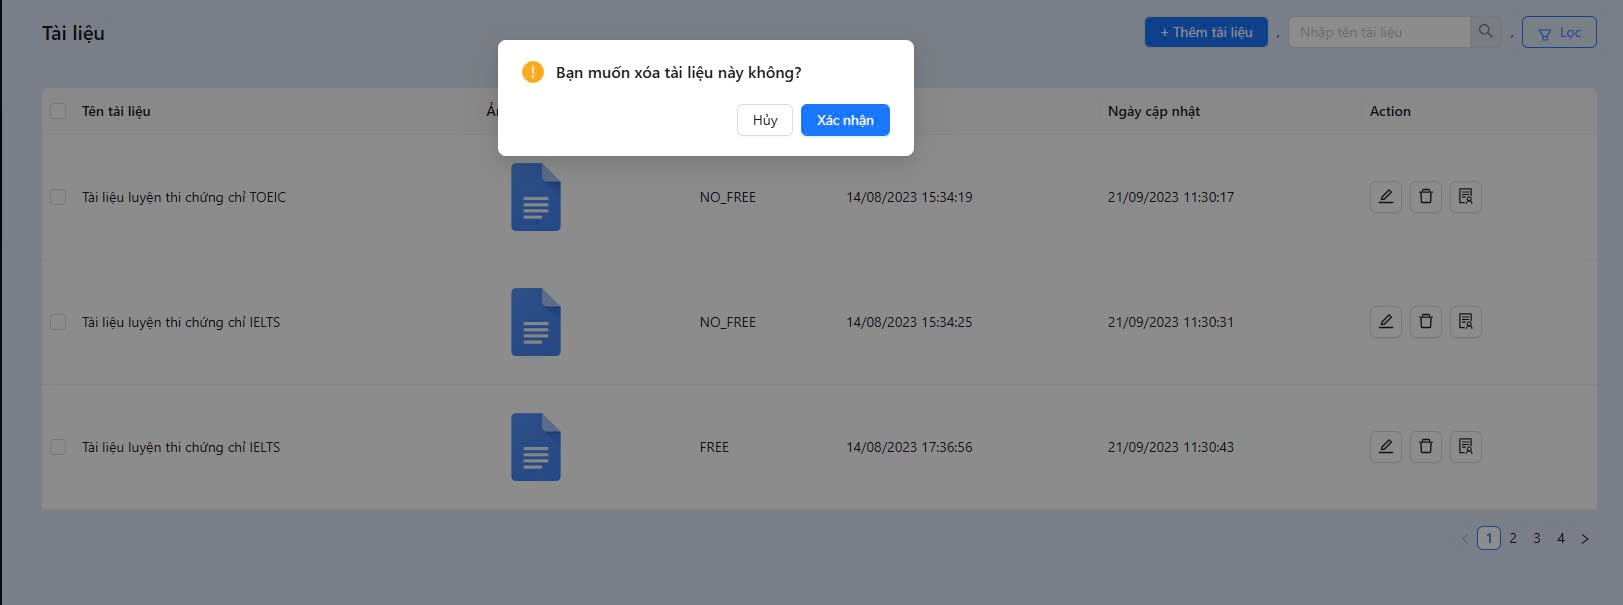 Tài liệu
+ Thêm tài liệu , Nhập tên tài liệu , Lọc
Bạn muốn xóa tài liệu này không?
Hủy Xác nhận
Tên tài liệu Ngày cập nhật Action
Tài liệu luyện thi chứng chỉ TOEIC NO_FREE 14/08/2023 15:34:19 21/09/2023 11:30:17
Tài liệu luyện thi chứng chỉ IELTS NO_FREE 14/08/2023 15:34:25 21/09/2023 11:30:31
Tài liệu luyện thi chứng chỉ IELTS FREE 14/08/2023 17:36:56 21/09/2023 11:30:43
< 1 2 3 4 >